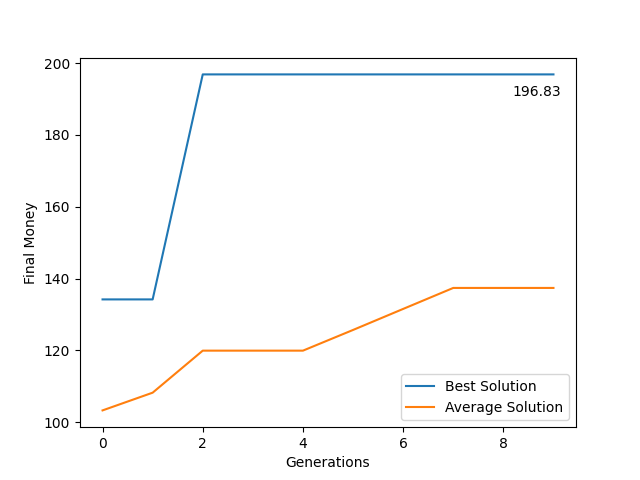 200
180
160
140
120
100
Final Money
196.83
Best Solution
Average Solution
0 2 4 6 8
Generations